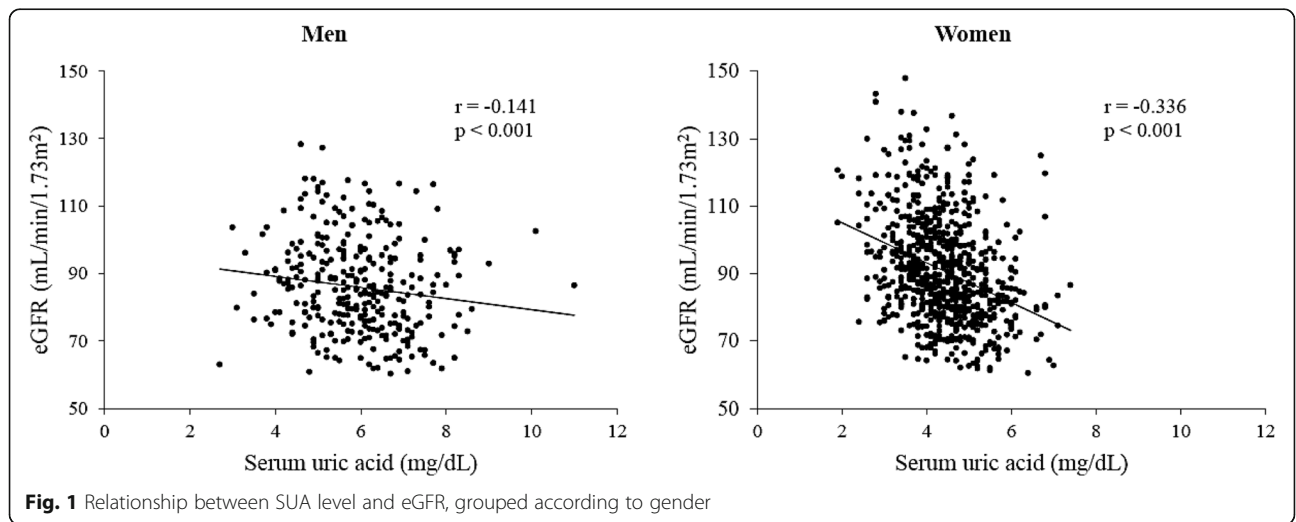 Men
150
130
110
90
70
50
eGFR (mL/min/1.73m²)
r = -0.141
p < 0.001
0 2 4 6 8 10 12
Serum uric acid (mg/dL)
Women
150
130
110
90
70
50
eGFR (mL/min/1.73m²)
r = -0.336
p < 0.001
0 2 4 6 8 10 12
Serum uric acid (mg/dL)
Fig. 1 Relationship between SUA level and eGFR, grouped according to gender